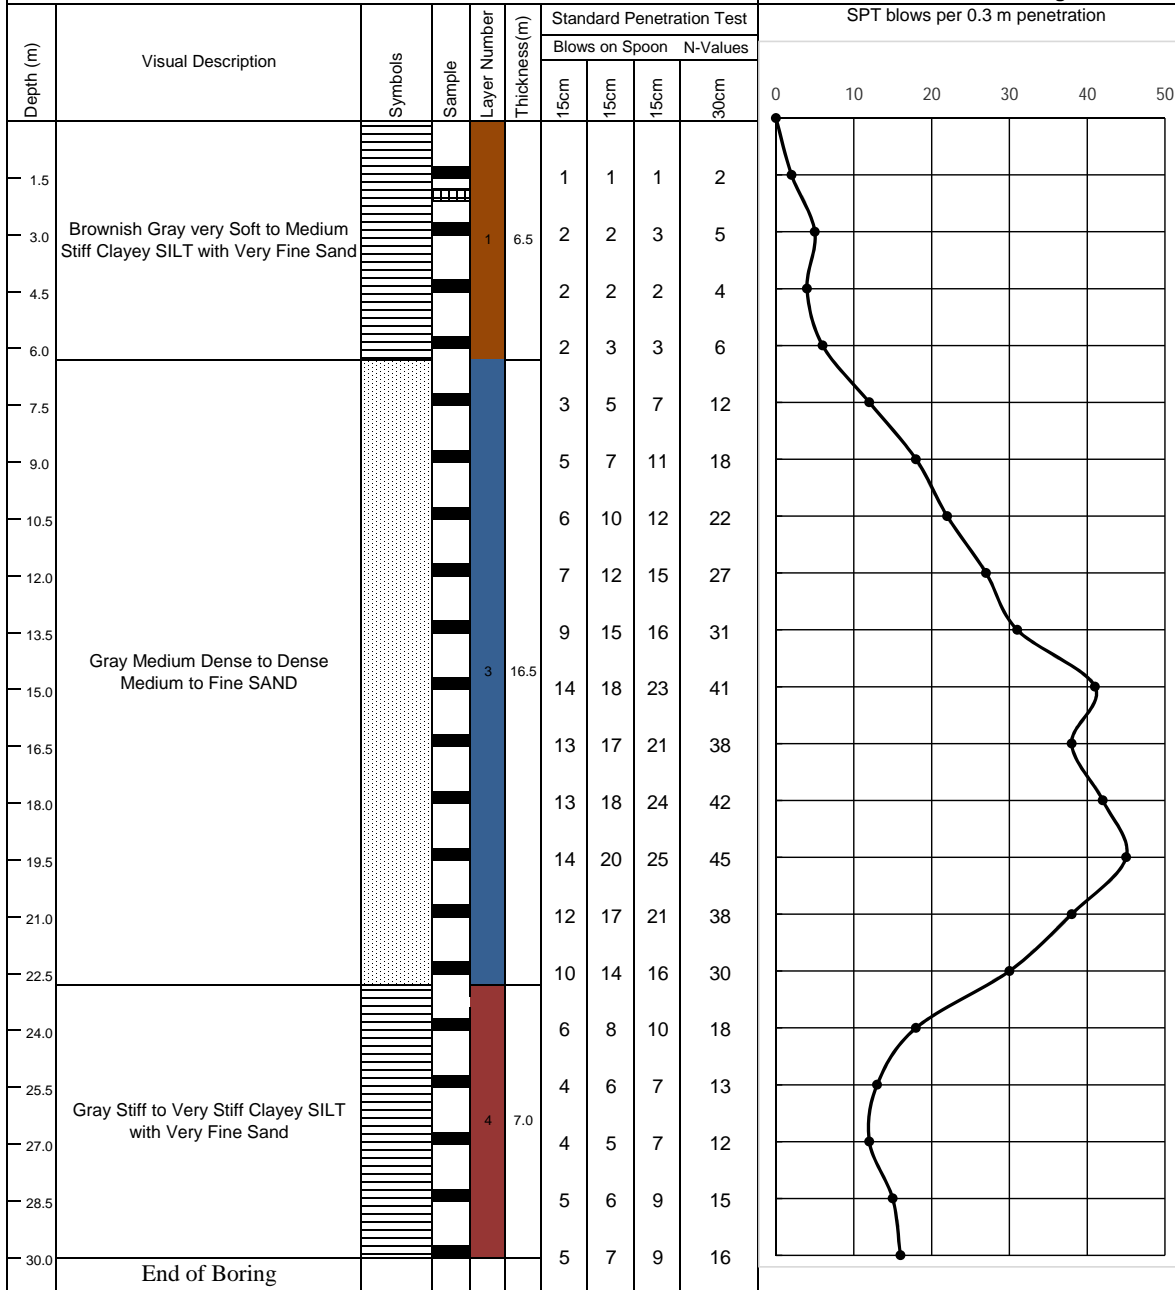 Standard Penetration Test
SPT blows per 0.3 m penetration
Depth (m)
Visual Description
Symbols
Sample
Layer Number
Thickness(m)
Blows on Spoon N-Values
15cm 15cm 15cm 30cm
0 10 20 30 40 50
1.5 1 1 1 2
Brownish Gray very Soft to Medium
3.0 1 6.5 2 2 3 5
Stiff Clayey SILT with Very Fine Sand
4.5 2 2 2 4
6.0 2 3 3 6
7.5 3 5 7 12
9.0 5 7 11 18
10.5 6 10 12 22
12.0 7 12 15 27
13.5 9 15 16 31
Gray Medium Dense to Dense
3 16.5
Medium to Fine SAND
15.0 14 18 23 41
16.5 13 17 21 38
18.0 13 18 24 42
19.5 14 20 25 45
21.0 12 17 21 38
22.5 10 14 16 30
24.0 6 8 10 18
25.5 4 6 7 13
Gray Stiff to Very Stiff Clayey SILT
4 7.0
with Very Fine Sand
27.0 4 5 7 12
28.5 5 6 9 15
30.0 5 7 9 16
End of Boring